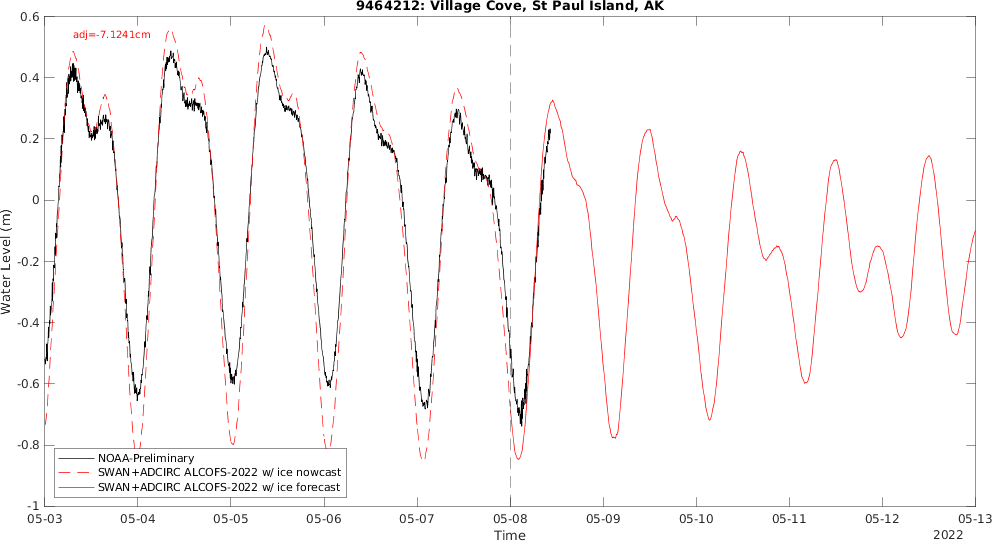 9464212: Village Cove, St Paul Island, AK
adj=-7.1241cm
0.6
0.4
0.2
0
-0.2
-0.4
-0.6
-0.8
-1
Water Level (m)
NOAA-Preliminary
SWAN+ADCIRC ALCOFS-2022 w/ ice nowcast
SWAN+ADCIRC ALCOFS-2022 w/ ice forecast
05-03 05-04 05-05 05-06 05-07 05-08 05-09 05-10 05-11 05-12 05-13
Time
2022